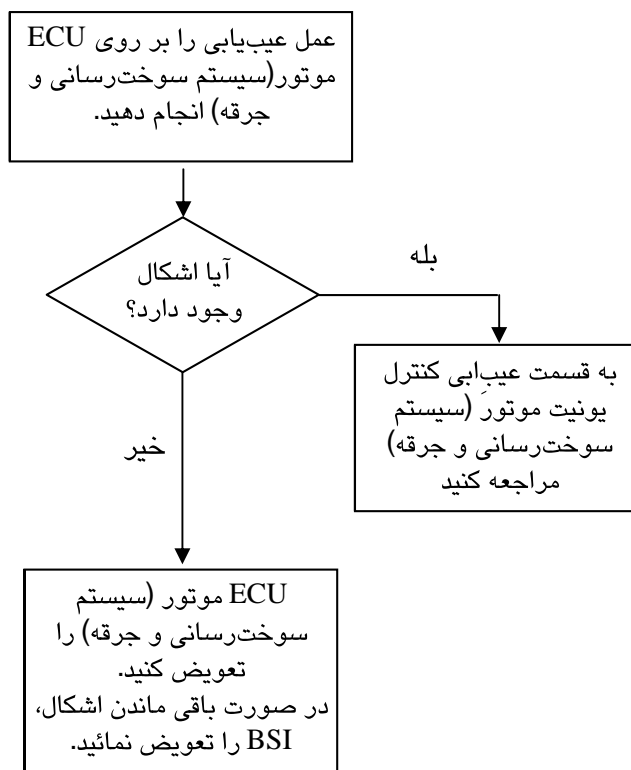 عمل عیب‌یابی را بر روی ECU
موتور(سیستم سوخت‌رسانی و
جرقه) انجام دهید.
آیا اشکال
وجود دارد؟
بله
به قسمت عیب‌ابی کنترل
یونیت موتورَ (سیستم
سوخت‌رسانی و جرقه)
مراجعه کنید
خیر
ECU موتور (سیستم
سوخت‌رسانی و جرقه) را
تعویض کنید.
در صورت باقی ماندن اشکال،
BSI را تعویض نمائید.